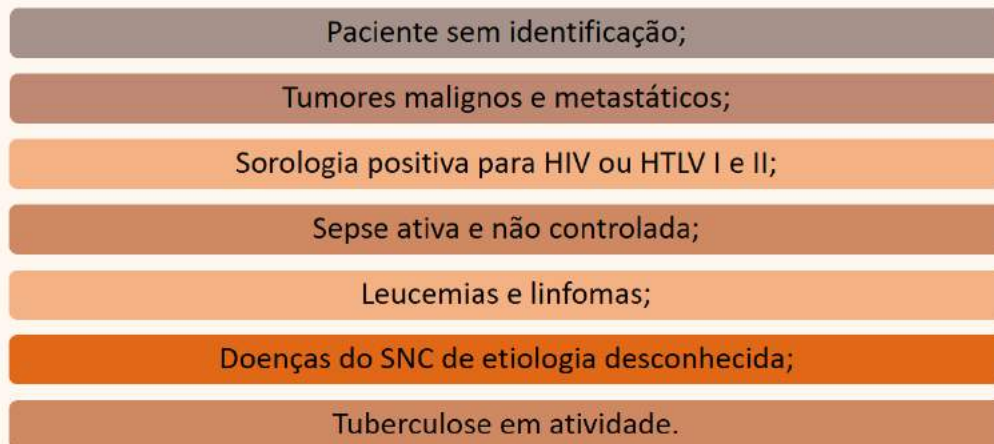 Paciente sem identificação;
Tumores malignos e metastáticos;
Sorologia positiva para HIV ou HTLV I e II;
Sepse ativa e não controlada;
Leucemias e linfomas;
Doenças do SNC de etiologia desconhecida;
Tuberculose em atividade.